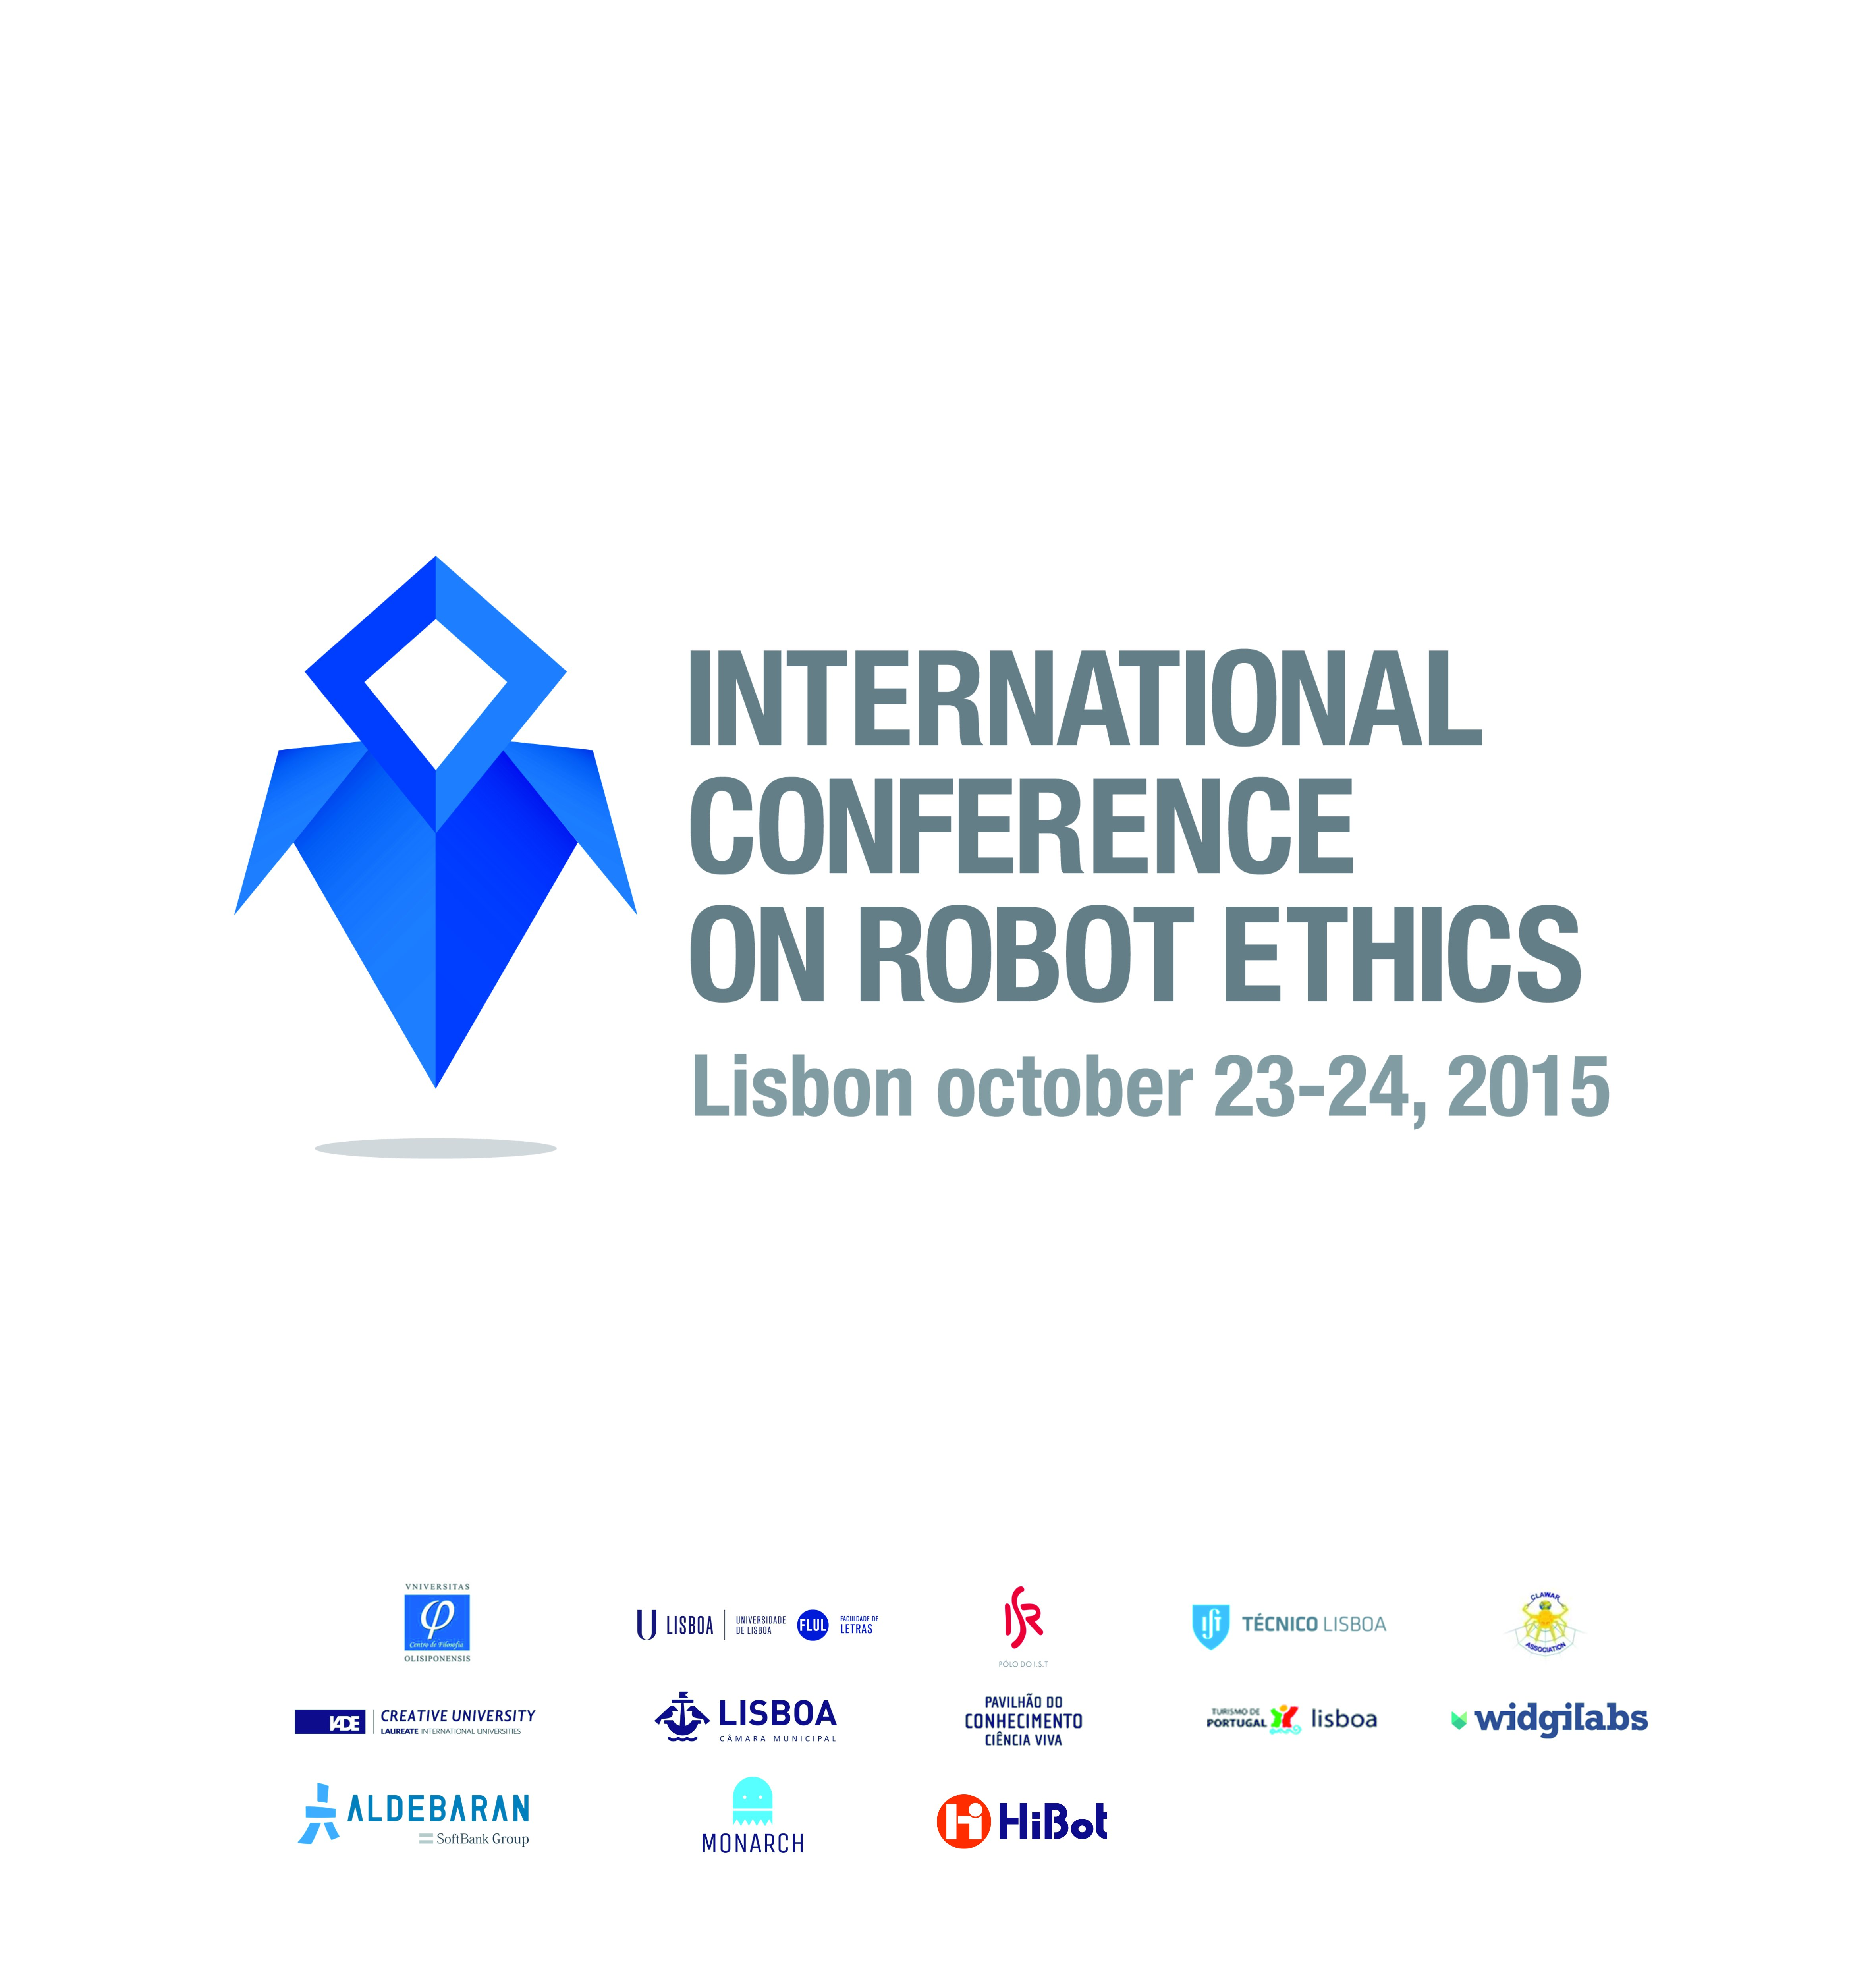 INTERNATIONAL
CONFERENCE
ON ROBOT ETHICS
Lisbon october 23-24, 2015
VNIVERSITAS
φ
Centro de Filosofia
OLISIPONENSIS
U LISBOA
UNIVERSIDADE
DE LISBOA
FLUL
FACULDADE DE
LETRAS
ISR
PÓLO DO I.S.T
IST
TÉCNICO LISBOA
CLAWAR
ASSOCIATION
IADE
CREATIVE UNIVERSITY
LAUREATE INTERNATIONAL UNIVERSITIES
LISBOA
CÂMARA MUNICIPAL
PAVILHÃO DO
CONHECIMENTO
CIÊNCIA VIVA
TURISMO DE
PORTUGAL
lisboa
widgilabs
ALDEBARAN
SoftBank Group
MONARCH
Hi
HiBot